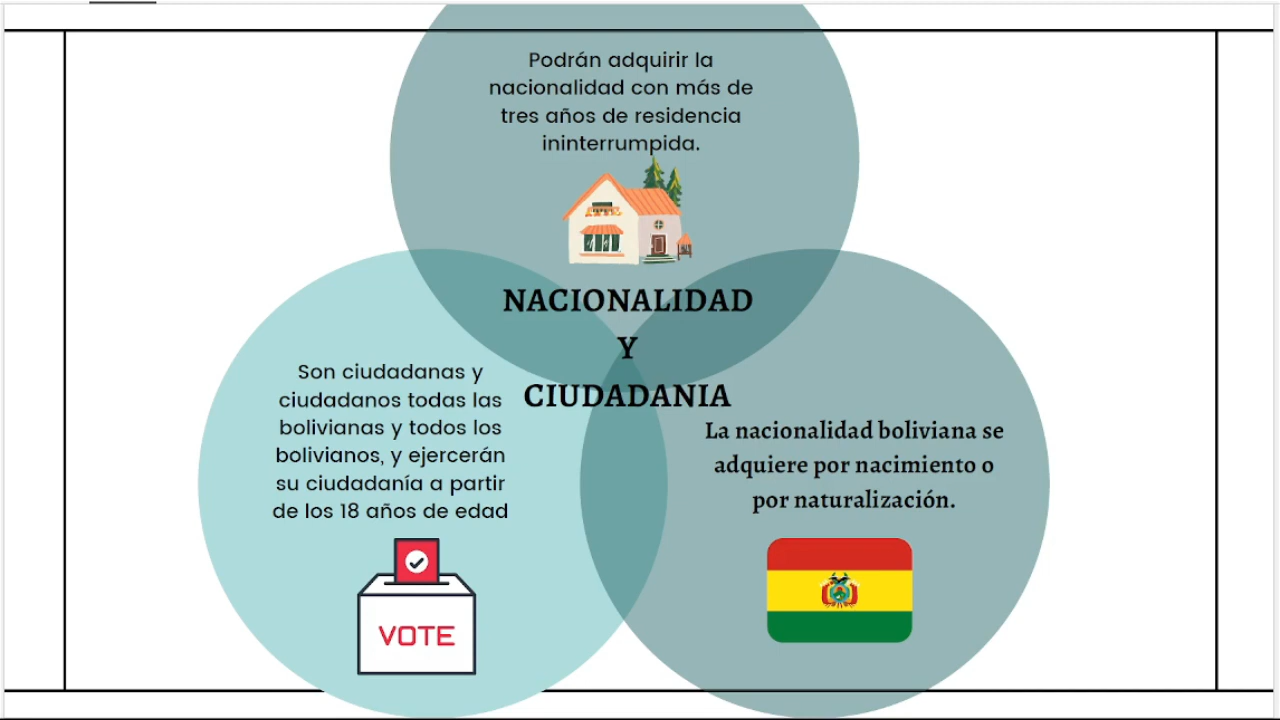 Podrán adquirir la
nacionalidad con más de
tres años de residencia
ininterrumpida.
NACIONALIDAD
Y
CIUDADANIA
Son ciudadanas y
ciudadanos todas las
bolivianas y todos los
bolivianos, y ejercerán
su ciudadanía a partir
de los 18 años de edad
VOTE
La nacionalidad boliviana se
adquiere por nacimiento o
por naturalización.